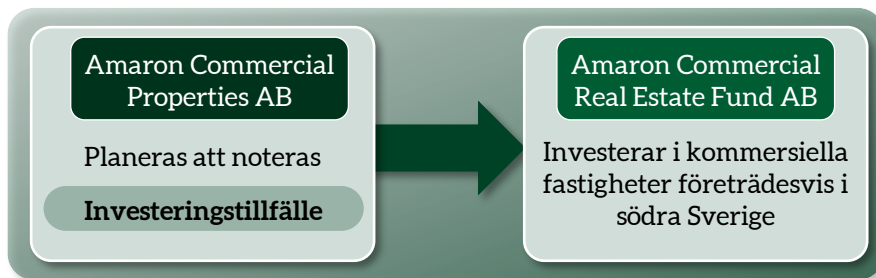 Amaron Commercial
Properties AB
Planeras att noteras
Investeringstillfälle
Amaron Commercial
Real Estate Fund AB
Investerar i kommersiella
fastigheter företrädesvis i
södra Sverige